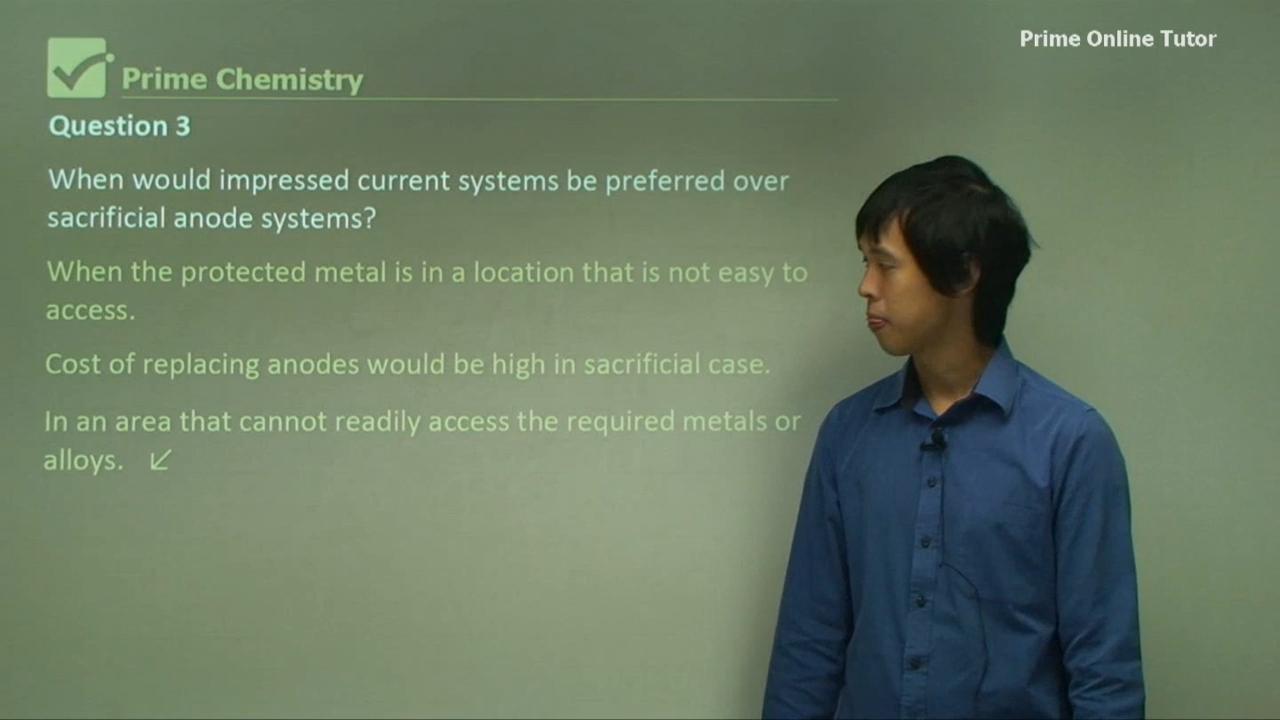 Prime Online Tutor
Prime Chemistry
Question 3
When would impressed current systems be preferred over
sacrificial anode systems?
When the protected metal is in a location that is not easy to
access.
Cost of replacing anodes would be high in sacrificial case.
In an area that cannot readily access the required metals or
alloys.